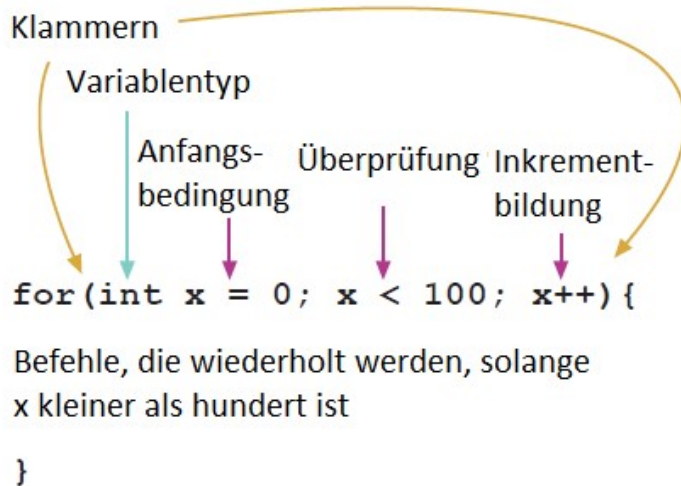 Klammern
Variablentyp
Anfangs-
bedingung
Überprüfung
Inkrement-
bildung
for(int x = 0; x < 100; x++){
Befehle, die wiederholt werden, solange
x kleiner als hundert ist
}